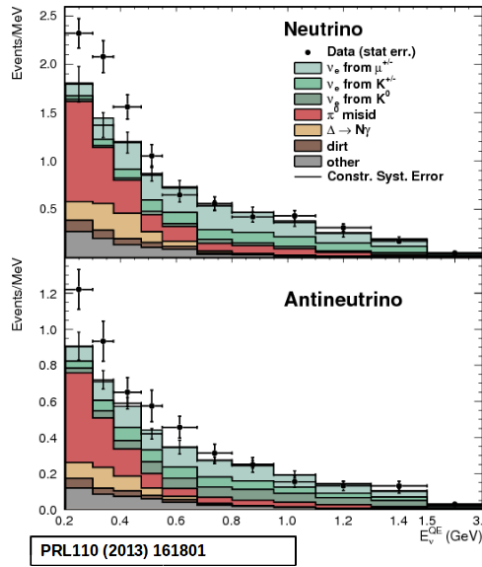 Events/MeV
2.5
2.0
1.5
1.0
0.5
Neutrino
Data (stat err.)
νe from μ+/-
νe from K+/-
νe from K0
π0 misid
Δ → Nγ
dirt
other
Constr. Syst. Error
Events/MeV
1.2
1.0
0.8
0.6
0.4
0.2
0.0
Antineutrino
0.2 0.4 0.6 0.8 1.0 1.2 1.4 1.5 3.
EνQE (GeV)
PRL110 (2013) 161801